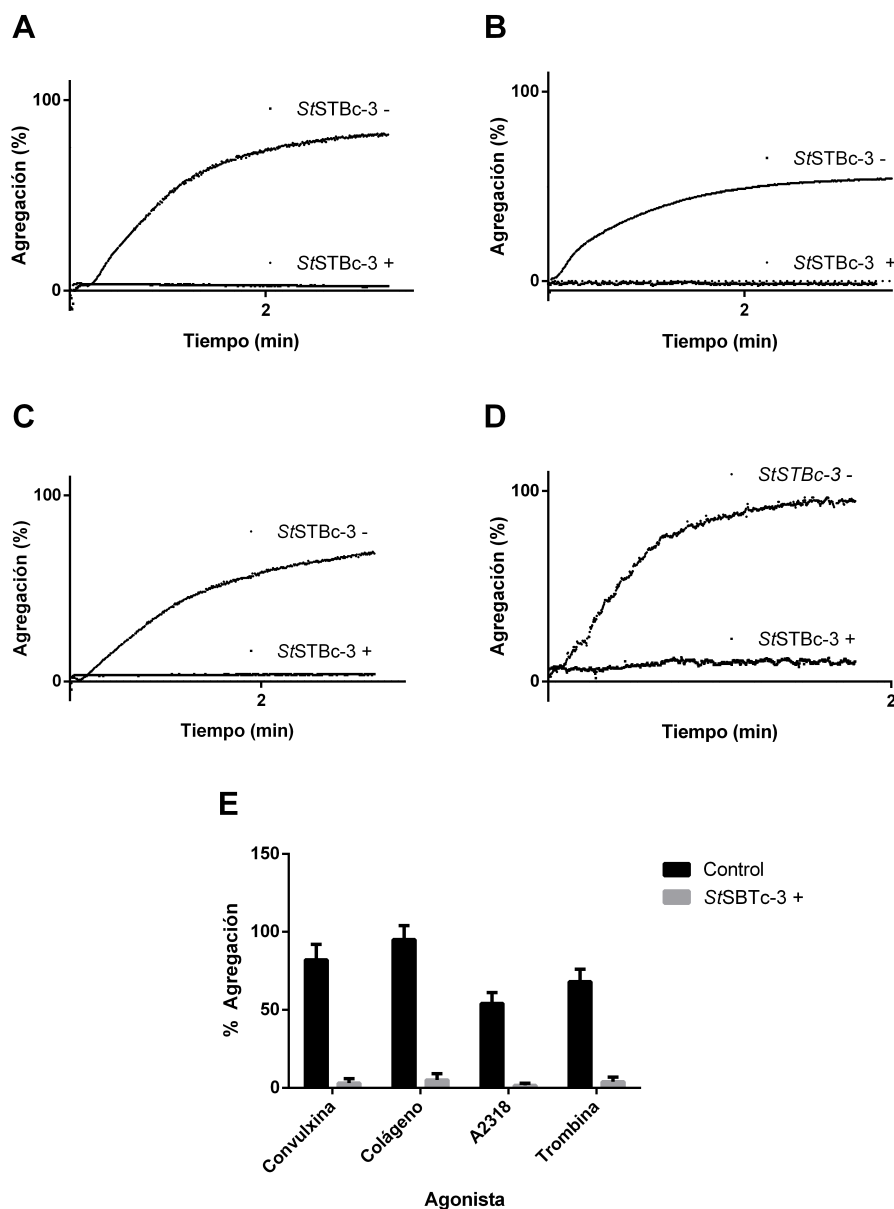 A
100
Agregación (%)
StSTBc-3 -
StSTBc-3 +
0
2
Tiempo (min)
B
100
Agregación (%)
StSTBc-3 -
StSTBc-3 +
0
2
Tiempo (min)
C
100
Agregación (%)
StSTBc-3 -
StSTBc-3 +
0
2
Tiempo (min)
D
100
Agregación (%)
StSTBc-3 -
StSTBc-3 +
0
2
Tiempo (min)
E
150
100
50
0
% Agregación
Control
StSBTc-3 +
Convulxina
Colágeno
A2318
Trombina
Agonista